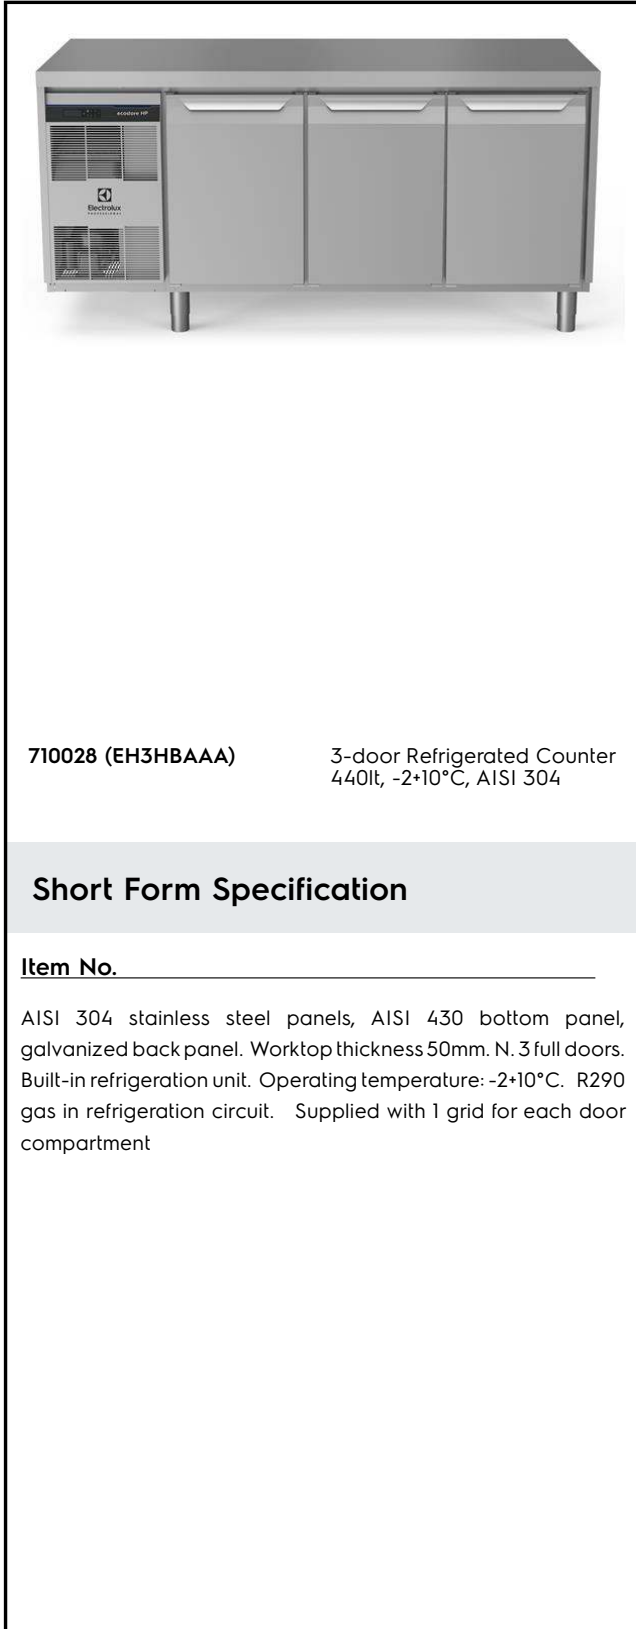 ecostore HP
Electrolux
PROFESSIONAL
710028 (EH3HBAAA)
3-door Refrigerated Counter
440lt, -2+10°C, AISI 304
Short Form Specification
Item No.
AISI 304 stainless steel panels, AISI 430 bottom panel,
galvanized back panel. Worktop thickness 50mm. N. 3 full doors.
Built-in refrigeration unit. Operating temperature: -2+10°C. R290
gas in refrigeration circuit. Supplied with 1 grid for each door
compartment